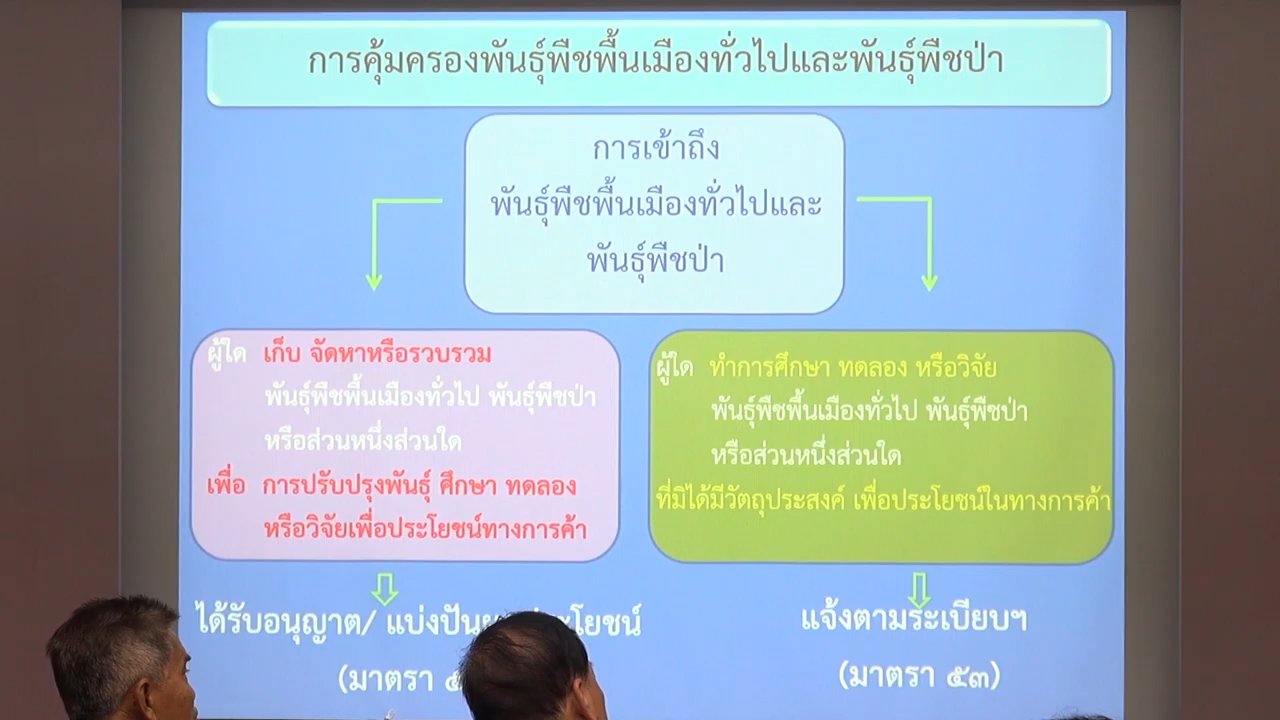 การคุ้มครองพันธุ์พืชพื้นเมืองทั่วไปและพันธุ์พืชป่า
การเข้าถึง
พันธุ์พืชพื้นเมืองทั่วไปและ
พันธุ์พืชป่า
ผู้ใด เก็บ จัดหาหรือรวบรวม
พันธุ์พืชพื้นเมืองทั่วไป พันธุ์พืชป่า
หรือส่วนหนึ่งส่วนใด
เพื่อ การปรับปรุงพันธุ์ ศึกษา ทดลอง
หรือวิจัยเพื่อประโยชน์ทางการค้า
ได้รับอนุญาต/ แบ่งปัน
(มาตรา
ผู้ใด ทำการศึกษา ทดลอง หรือวิจัย
พันธุ์พืชพื้นเมืองทั่วไป พันธุ์พืชป่า
หรือส่วนหนึ่งส่วนใด
ที่มิได้มีวัตถุประสงค์ เพื่อประโยชน์ในทางการค้า
แจ้งตามระเบียบฯ
(มาตรา ๕๓)